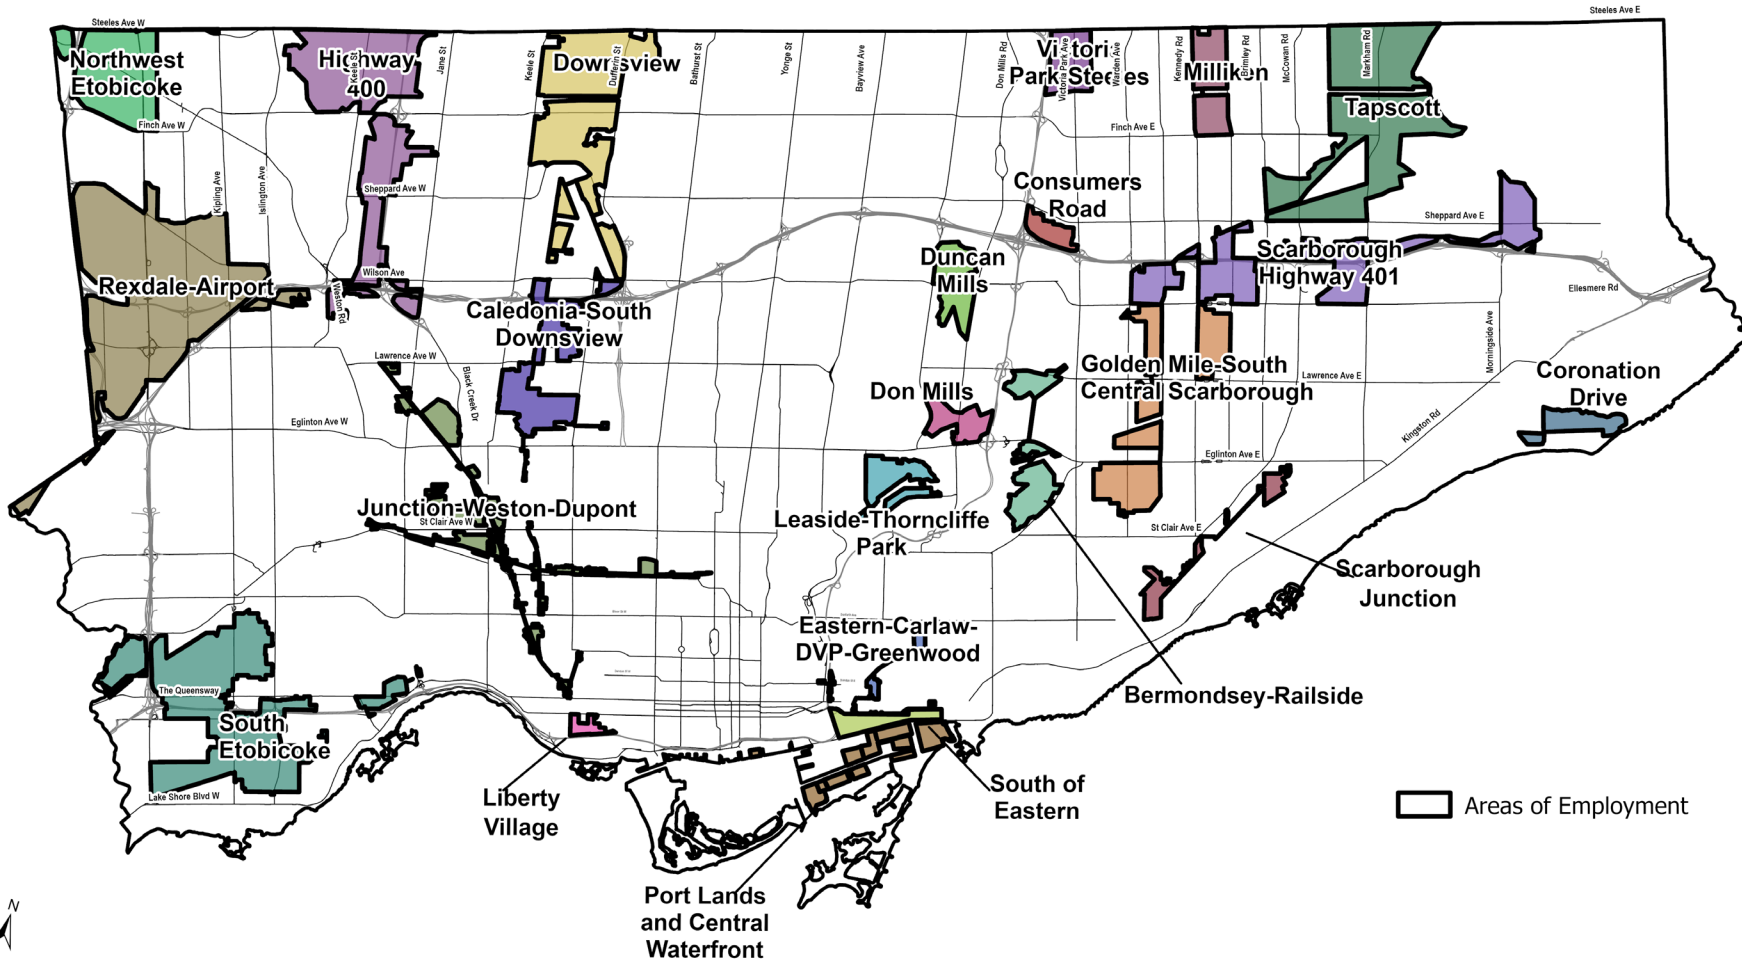 Steeles Ave W
Steeles Ave E
Northwest
Etobicoke
Highway
400
Keele St
Jane St
Keele St
Downsview
Dufferin St
Bathurst St
Yonge St
Bayview Ave
Don Mills Rd
Park Steeles
Victoria Park Ave
Warden Ave
Kennedy Rd
Milliken
Brimley Rd
McCowan Rd
Markham Rd
Tapscott
Finch Ave W
Finch Ave E
Kipling Ave
Islington Ave
Sheppard Ave W
Consumers
Road
Sheppard Ave E
Rexdale-Airport
Wilson Ave
Weston Rd
Caledonia-South
Downsview
Duncan
Mills
Scarborough
Highway 401
Ellesmere Rd
Morningside Ave
Lawrence Ave W
Black Creek Dr
Don Mills
Golden Mile-South
Central Scarborough
Lawrence Ave E
Coronation
Drive
Kingston Rd
Eglinton Ave W
Eglinton Ave E
Junction-Weston-Dupont
St Clair Ave W
Leaside-Thorncliffe
Park
St Clair Ave E
Scarborough
Junction
Eastern-Carlaw-
DVP-Greenwood
Bermondsey-Railside
The Queensway
South
Etobicoke
Lake Shore Blvd W
Liberty
Village
South of
Eastern
Areas of Employment
Port Lands
and Central
Waterfront
N